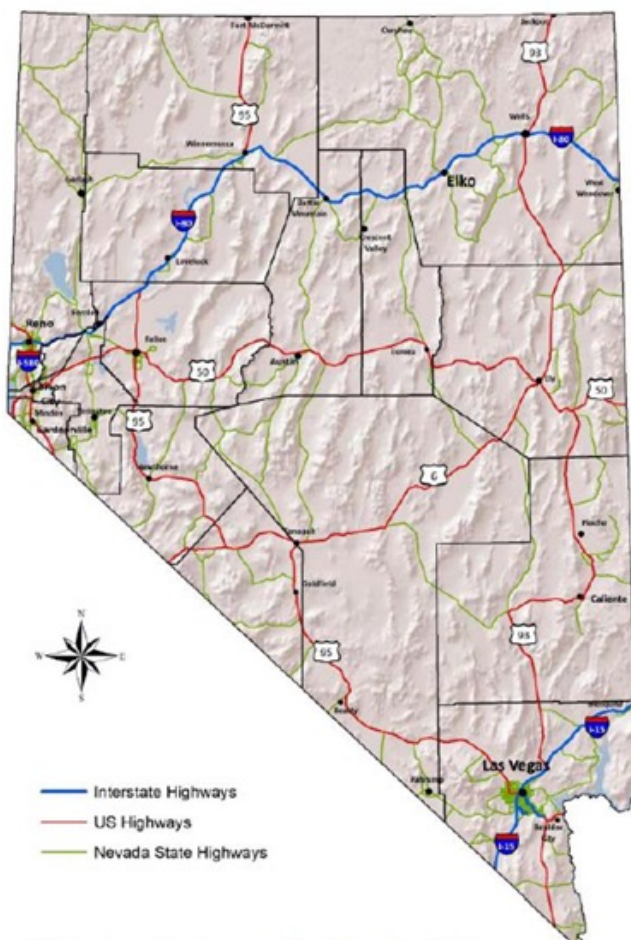 Fort McDermitt
Owyhee
Jackpot
93
95
Winnemucca
Wells
I-80
Elko
West Wendover
Gerlach
Battle Mountain
I-80
Crescent Valley
Lovelock
Fernley
Reno
I-580
Fallon
Austin
Eureka
50
Ely
50
Carson City
Minden
Gardnerville
95
Hawthorne
6
Tonopah
Pioche
Goldfield
Caliente
N
W E
S
95
93
Beatty
I-15
Las Vegas
Pahrump
Boulder City
I-15
Interstate Highways
US Highways
Nevada State Highways